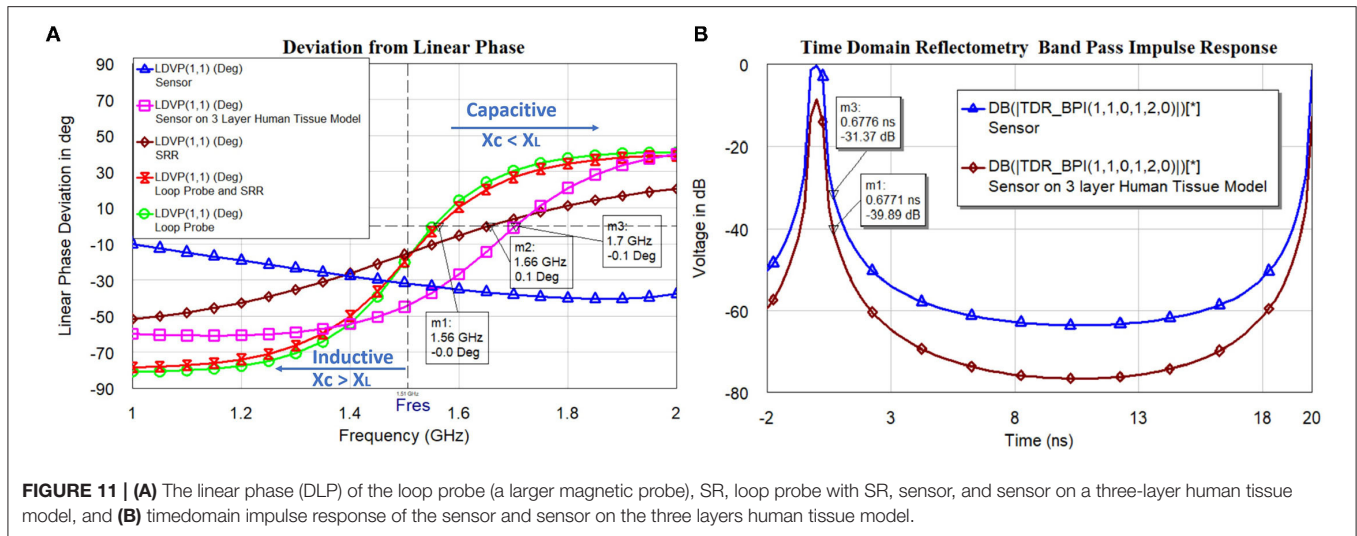 A
Deviation from Linear Phase
90
70
50
30
10
-10
-30
-50
-70
-90
Linear Phase Deviation in deg
LDVP(1,1) (Deg)
Sensor
LDVP(1,1) (Deg)
Sensor on 3 Layer Human Tissue Model
LDVP(1,1) (Deg)
SRR
LDVP(1,1) (Deg)
Loop Probe and SRR
LDVP(1,1) (Deg)
Loop Probe
Capacitive
Xc < XL
m3:
1.7 GHz
-0.1 Deg
m2:
1.66 GHz
0.1 Deg
m1:
1.56 GHz
-0.0 Deg
Inductive
Xc > XL
1.51 GHz
Fres
1
1.2
1.4
1.6
1.8
2
Frequency (GHz)
B
Time Domain Reflectometry Band Pass Impulse Response
0
-20
-40
-60
-80
Voltage in dB
m3:
0.6776 ns
-31.37 dB
m1:
0.6771 ns
-39.89 dB
DB(|TDR_BPI(1,1,0,1,2,0)|)[*]
Sensor
DB(|TDR_BPI(1,1,0,1,2,0)|)[*]
Sensor on 3 layer Human Tissue Model
-2
3
8
13
18
20
Time (ns)
FIGURE 11 | (A) The linear phase (DLP) of the loop probe (a larger magnetic probe), SR, loop probe with SR, sensor, and sensor on a three-layer human tissue
model, and (B) timedomain impulse response of the sensor and sensor on the three layers human tissue model.